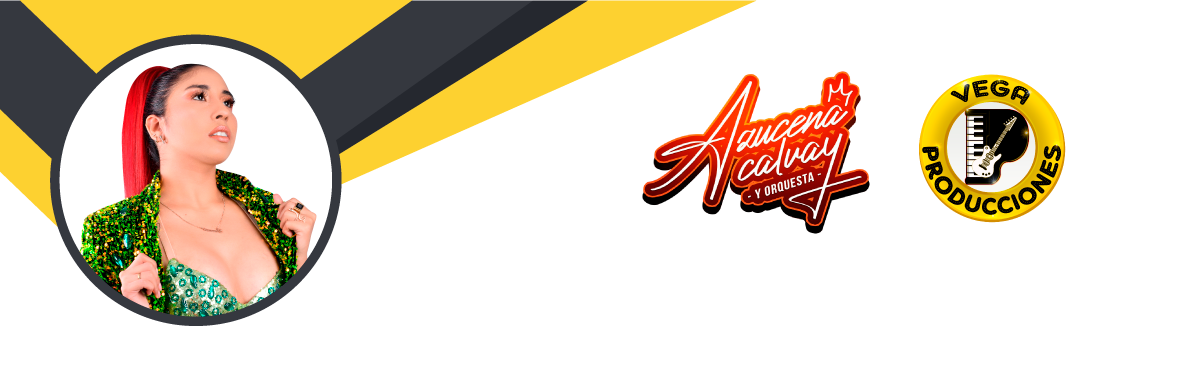 Azucena
calvay
- Y ORQUESTA -
VEGA
PRODUCCIONES